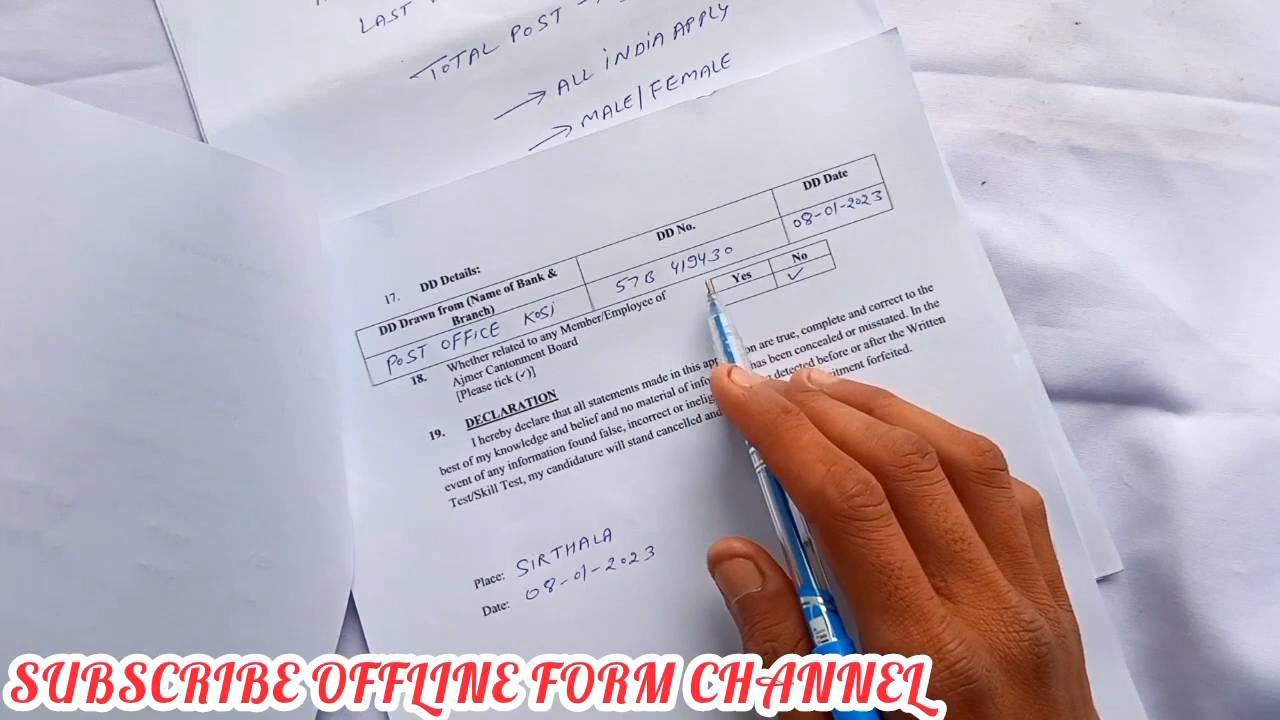 LAST
TOTAL POST →
→ ALL INDIA APPLY
→ MALE/FEMALE
17. DD Details:
DD Drawn from (Name of Bank & Branch) DD No. DD Date
POST OFFICE KOSI 57B 419430 08-01-2023
18. Whether related to any Member/Employee of Yes No
Ajmer Cantonment Board ✓
[Please tick (✓)]
19. DECLARATION
I hereby declare that all statements made in this are true, complete and correct to the
best of my knowledge and belief and no material of has been concealed or misstated. In the
event of any information found false, incorrect or detected before or after the Written
Test/Skill Test, my candidature will stand cancelled and forfeited.
Place: SIRTHALA
Date: 08-01-2023
SUBSCRIBE OFFLINE FORM CHANNEL